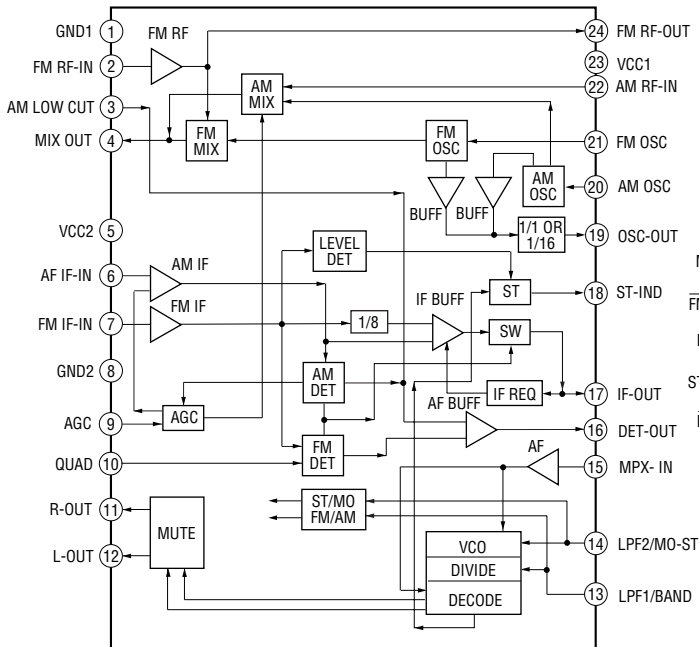 GND1 1
FM RF-IN 2
AM LOW CUT 3
MIX OUT 4
VCC2 5
AF IF-IN 6
FM IF-IN 7
GND2 8
AGC 9
QUAD 10
R-OUT 11
L-OUT 12
FM RF
AM
MIX
FM
MIX
FM
OSC
AM
OSC
BUFF
BUFF
1/1 OR
1/16
LEVEL
DET
AM IF
FM IF
1/8
IF BUFF
ST
SW
IF REQ
AM
DET
AF BUFF
AGC
FM
DET
AF
ST/MO
FM/AM
MUTE
VCO
DIVIDE
DECODE
24 FM RF-OUT
23 VCC1
22 AM RF-IN
21 FM OSC
20 AM OSC
19 OSC-OUT
18 ST-IND
17 IF-OUT
16 DET-OUT
15 MPX- IN
14 LPF2/MO-ST
13 LPF1/BAND